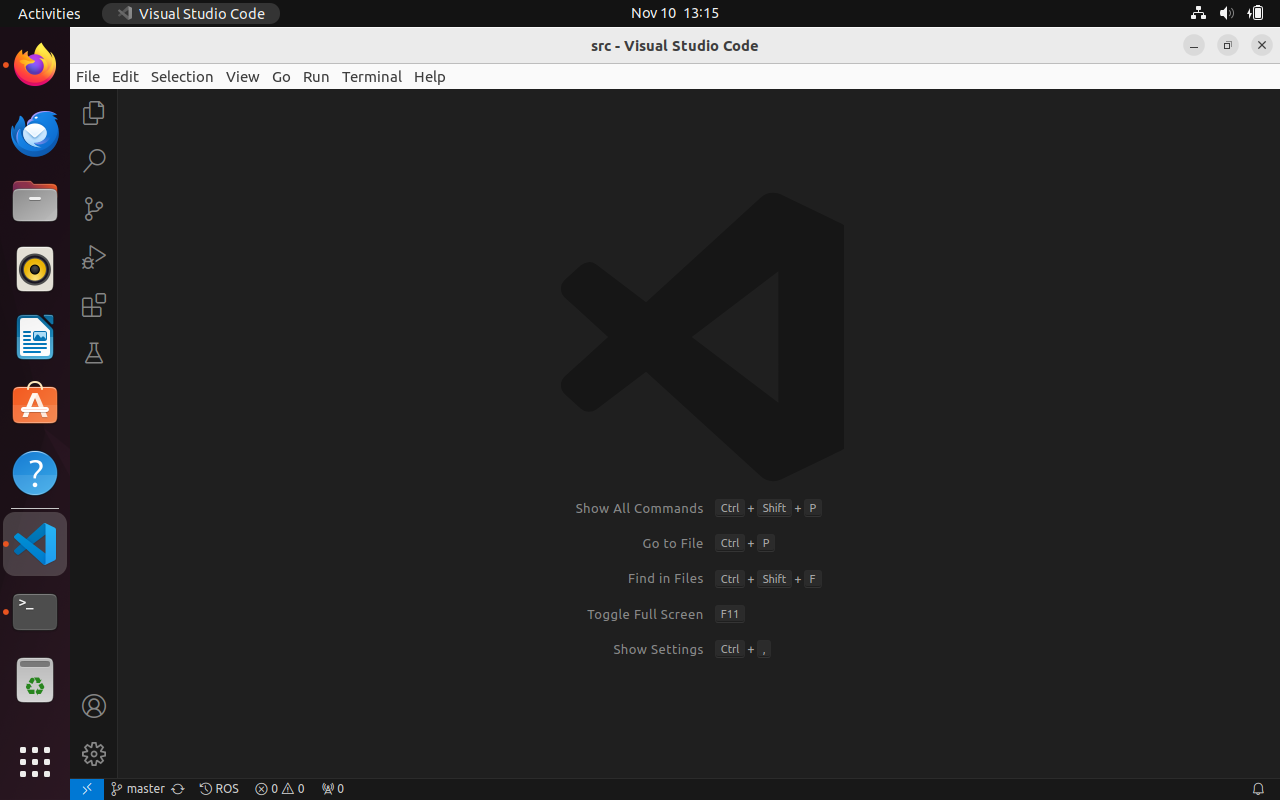 Activities
Visual Studio Code
Nov 10 13:15
src - Visual Studio Code
File Edit Selection View Go Run Terminal Help
Show All Commands Ctrl + Shift + P
Go to File Ctrl + P
Find in Files Ctrl + Shift + F
Toggle Full Screen F11
Show Settings Ctrl + ,
master ROS 0 0 0